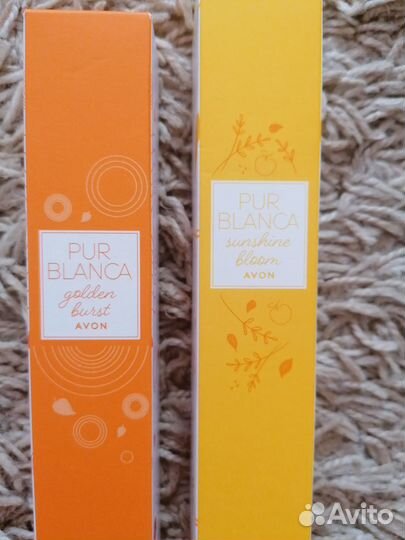 PUR
BLANCA
golden
burst
AVON
PUR
BLANCA
sunshine
bloom
AVON
Avito